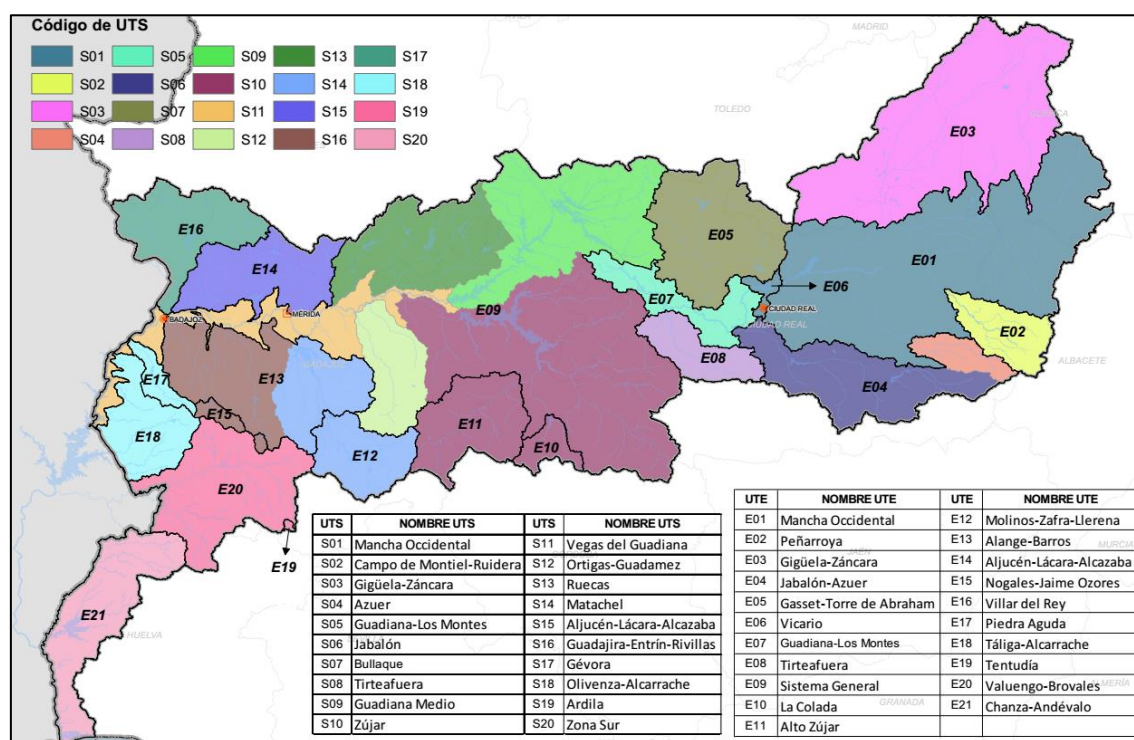 Código de UTS
S01 S05 S09 S13 S17
S02 S06 S10 S14 S18
S03 S07 S11 S15 S19
S04 S08 S12 S16 S20
MADRID
TOLEDO
CUENCA
E03
E16
E05
E14
E01
E07
E06
E09
MÉRIDA
BADAJOZ
CIUDAD REAL
CIUDAD REAL
E02
E08
ALBACETE
BADAJOZ
E17
E13
E04
E15
E11
E18
E10
E12
E20
E19
E21
HUELVA
JAÉN
MURCIA
GRANADA
ALMERÍA
UTS NOMBRE UTS UTS NOMBRE UTS
S01 Mancha Occidental S11 Vegas del Guadiana
S02 Campo de Montiel-Ruidera S12 Ortigas-Guadamez
S03 Gigüela-Záncara S13 Ruecas
S04 Azuer S14 Matachel
S05 Guadiana-Los Montes S15 Aljucén-Lácara-Alcazaba
S06 Jabalón S16 Guadajira-Entrín-Rivillas
S07 Bullaque S17 Gévora
S08 Tirteafuera S18 Olivenza-Alcarrache
S09 Guadiana Medio S19 Ardila
S10 Zújar S20 Zona Sur
UTE NOMBRE UTE UTE NOMBRE UTE
E01 Mancha Occidental E12 Molinos-Zafra-Llerena
E02 Peñarroya E13 Alange-Barros
E03 Gigüela-Záncara E14 Aljucén-Lácara-Alcazaba
E04 Jabalón-Azuer E15 Nogales-Jaime Ozores
E05 Gasset-Torre de Abraham E16 Villar del Rey
E06 Vicario E17 Piedra Aguda
E07 Guadiana-Los Montes E18 Táliga-Alcarrache
E08 Tirteafuera E19 Tentudía
E09 Sistema General E20 Valuengo-Brovales
E10 La Colada E21 Chanza-Andévalo
E11 Alto Zújar